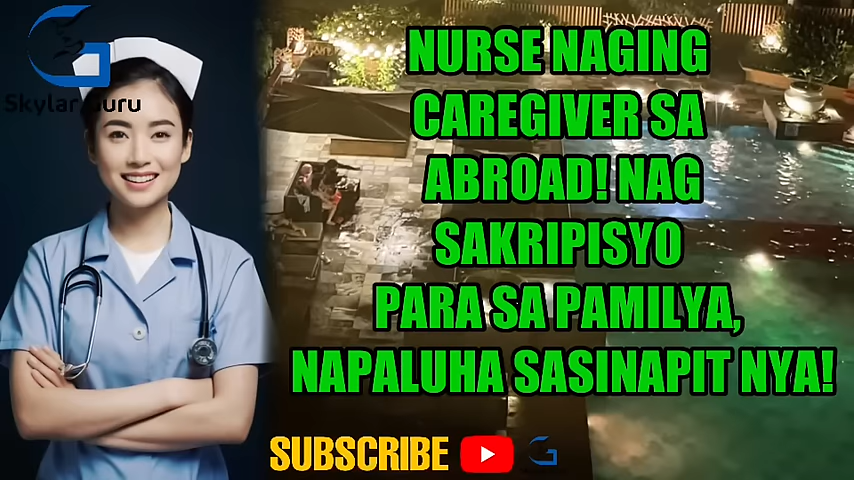 Skylar Guru
NURSE NAGING
CAREGIVER SA
ABROAD! NAG
SAKRIPISYO
PARA SA PAMILYA,
NAPALUHA SASINAPIT NYA!
SUBSCRIBE